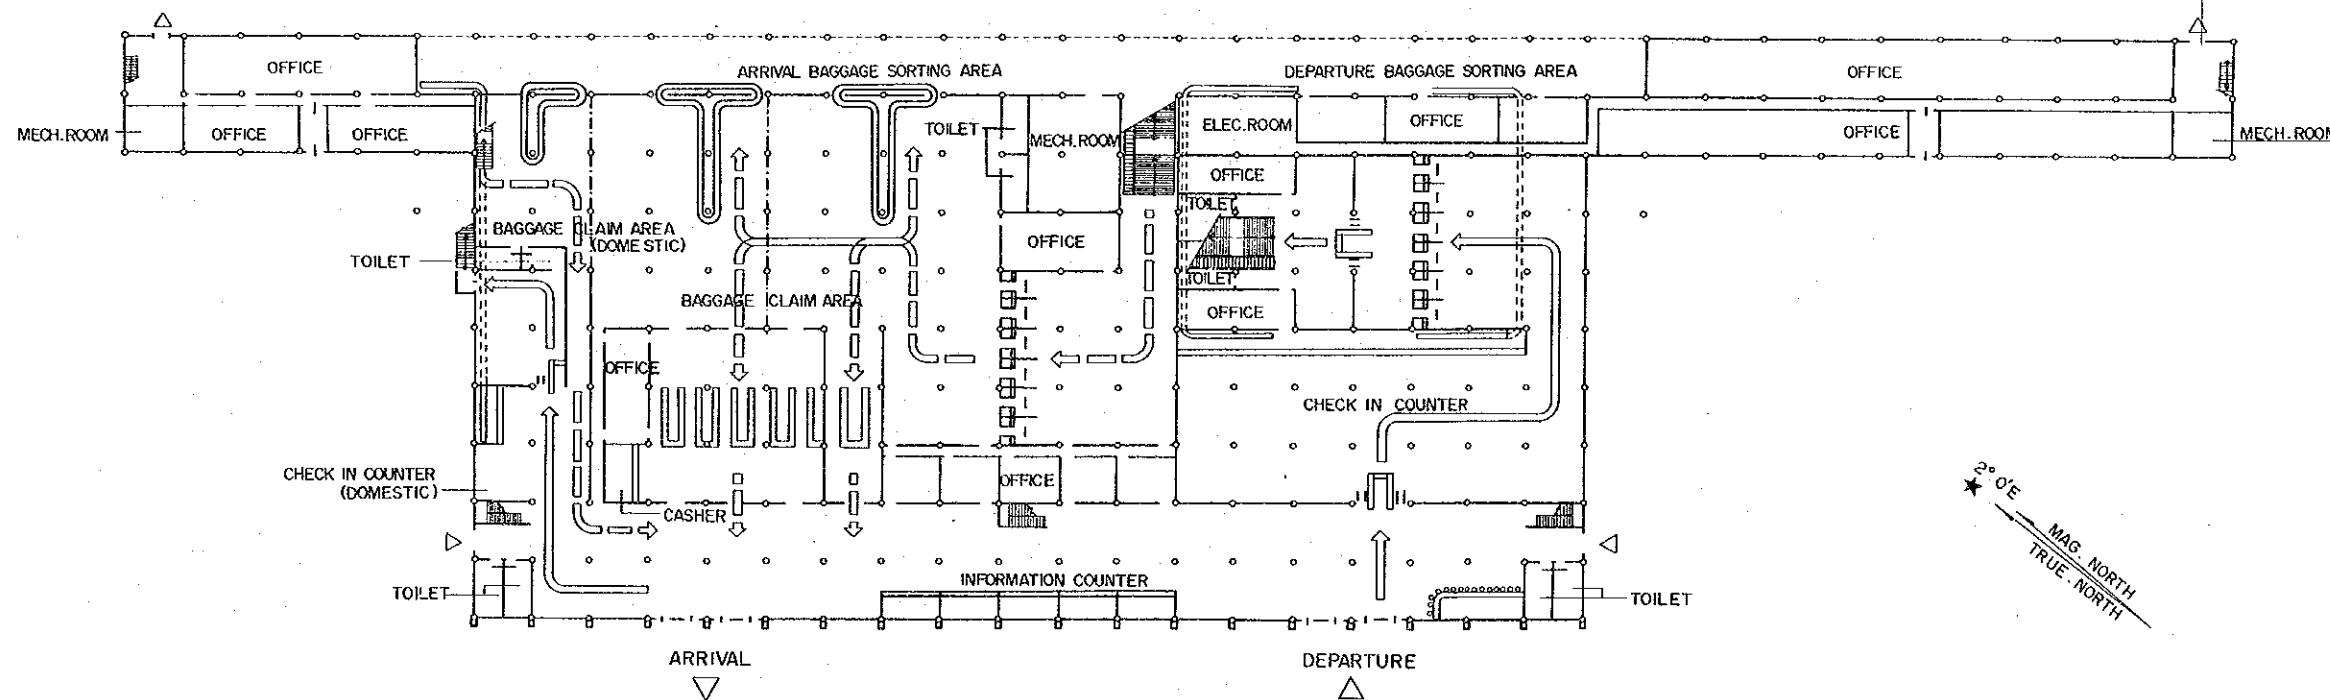 OFFICE
ARRIVAL BAGGAGE SORTING AREA
DEPARTURE BAGGAGE SORTING AREA
OFFICE
MECH.ROOM
OFFICE
OFFICE
TOILET
MECH.ROOM
ELEC.ROOM
OFFICE
OFFICE
MECH.ROOM
OFFICE
TOILET
BAGGAGE CLAIM AREA
(DOMESTIC)
OFFICE
TOILET
TOILET
BAGGAGE CLAIM AREA
OFFICE
OFFICE
CHECK IN COUNTER
CHECK IN COUNTER
(DOMESTIC)
OFFICE
CASHER
2° 0'E
MAG. NORTH
TRUE. NORTH
INFORMATION COUNTER
TOILET
TOILET
ARRIVAL
DEPARTURE